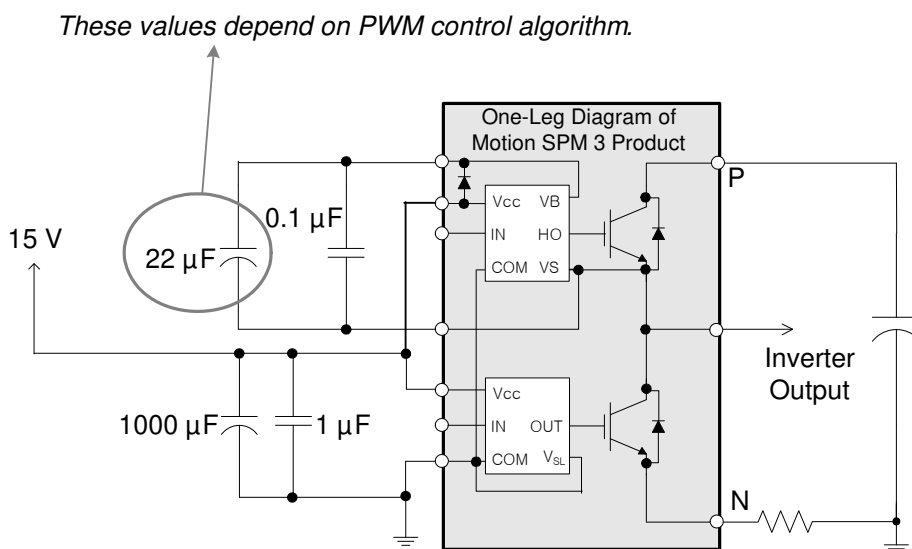 These values depend on PWM control algorithm.
One-Leg Diagram of
Motion SPM 3 Product
P
15 V
22 µF
0.1 µF
Vcc VB
IN HO
COM VS
Inverter
Output
1000 µF
1 µF
Vcc
IN OUT
COM VSL
N